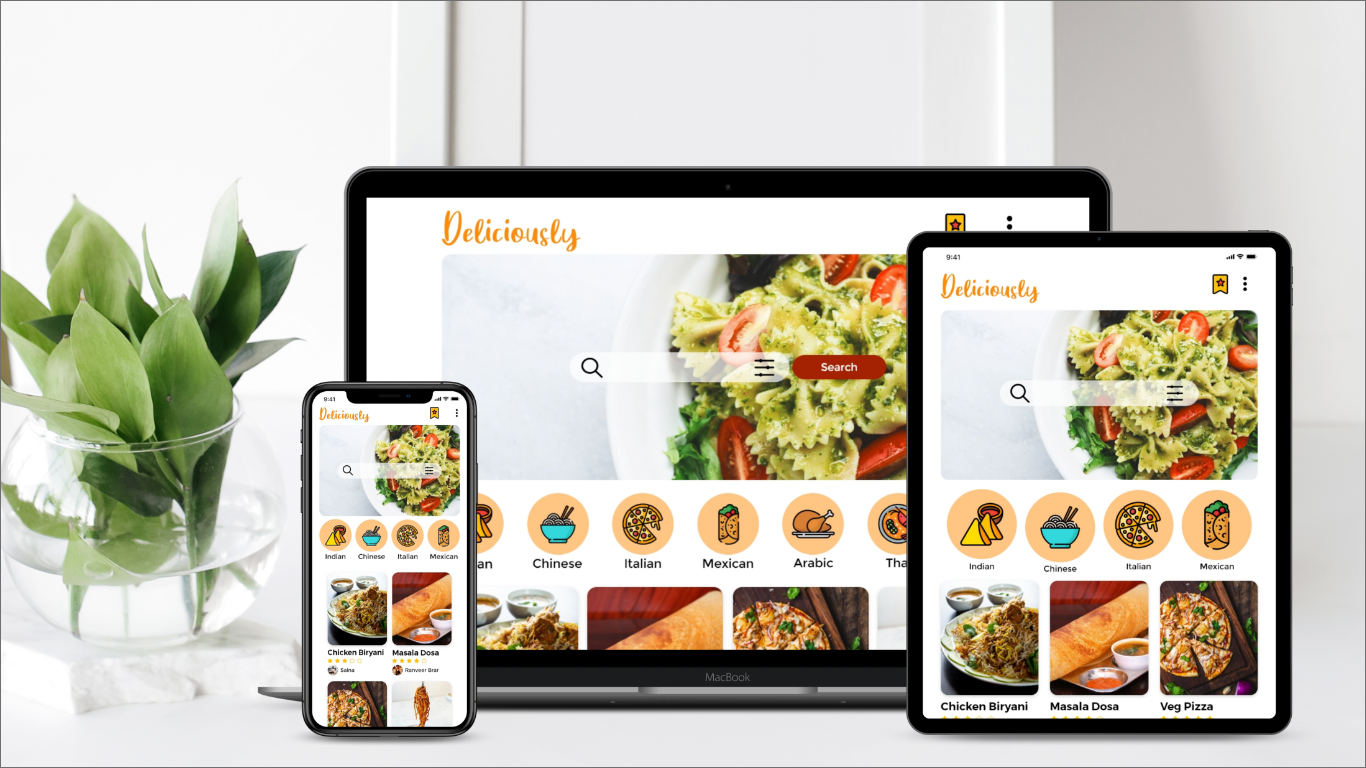 Deliciously
Search
an
Chinese
Italian
Mexican
Arabic
Tha
MacBook
9:41
Deliciously
Indian
Chinese
Italian
Mexican
Chicken Biryani
Masala Dosa
Saina
Ranveer Brar
9:41
Deliciously
Indian
Chinese
Italian
Mexican
Chicken Biryani
Masala Dosa
Veg Pizza